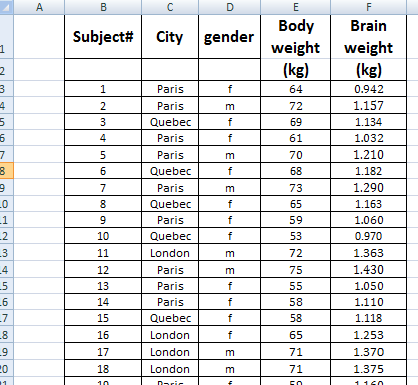 A B C D E F
1 Subject# City gender Body weight Brain weight
2 (kg) (kg)
3 1 Paris f 64 0.942
4 2 Paris m 72 1.157
5 3 Quebec f 69 1.134
6 4 Paris f 61 1.032
7 5 Paris m 70 1.210
8 6 Quebec f 68 1.182
9 7 Paris m 73 1.290
10 8 Quebec f 65 1.163
11 9 Paris f 59 1.060
12 10 Quebec f 53 0.970
13 11 London m 72 1.363
14 12 Paris m 75 1.430
15 13 Paris f 55 1.050
16 14 Paris f 58 1.110
17 15 Quebec f 58 1.118
18 16 London f 65 1.253
19 17 London m 71 1.370
20 18 London m 71 1.375
21 19 Paris f 60 1.160